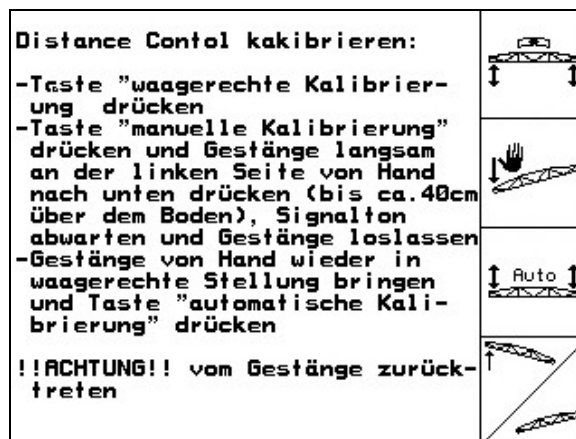 Distance Contol kakibrieren:
-Taste "waagerechte Kalibrier-
ung drücken
-Taste "manuelle Kalibrierung"
drücken und Gestänge langsam
an der linken Seite von Hand
nach unten drücken (bis ca.40cm
über dem Boden), Signalton
abwarten und Gestänge loslassen
-Gestänge von Hand wieder in
waagerechte Stellung bringen
und Taste "automatische Kali-
brierung" drücken
!!ACHTUNG!! vom Gestänge zurück-
treten
Auto